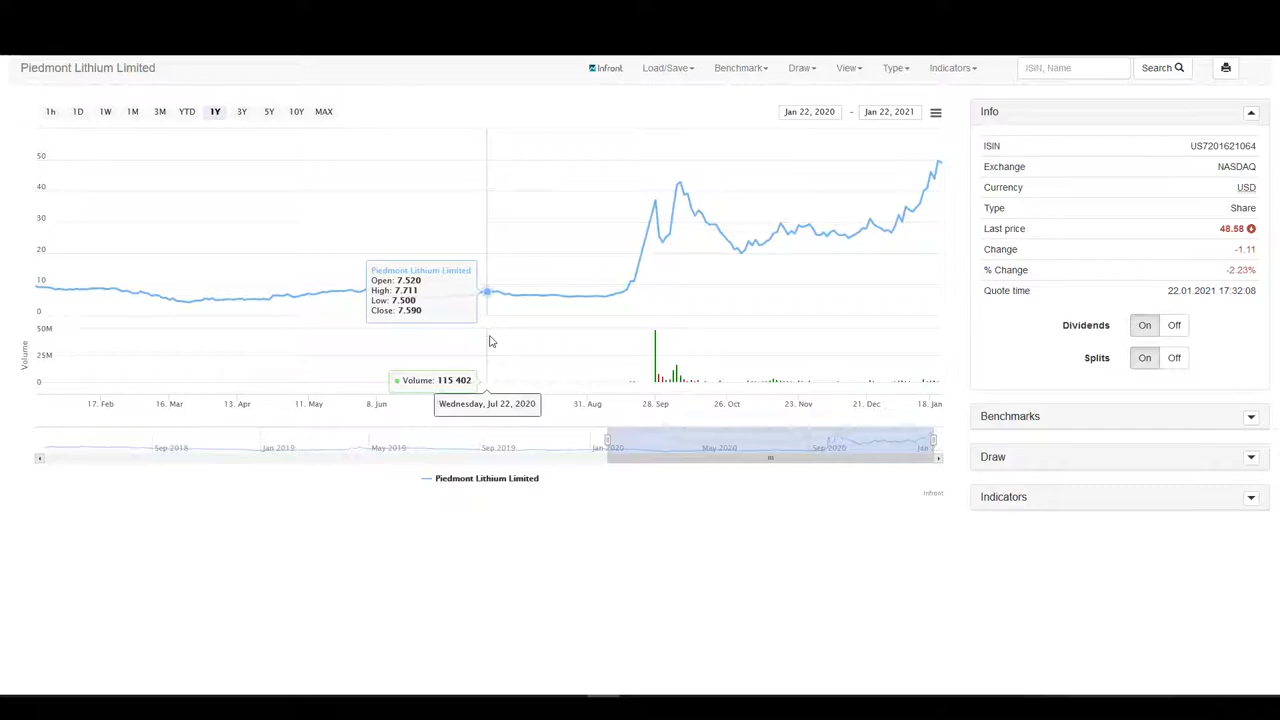 Piedmont Lithium Limited
Infront
Load/Save
Benchmark
Draw
View
Type
Indicators
ISIN, Name
Search
1h 1D 1W 1M 3M YTD 1Y 3Y 5Y 10Y MAX
Jan 22, 2020 - Jan 22, 2021
50
40
30
20
10
0
Piedmont Lithium Limited
Open: 7.520
High: 7.711
Low: 7.500
Close: 7.590
50M
25M
0
Volume
Volume: 115 402
17. Feb 16. Mar 13. Apr 11. May 8. Jun
Wednesday, Jul 22, 2020
31. Aug 28. Sep 26. Oct 23. Nov 21. Dec 18. Jan
Sep 2018 Jan 2019 May 2019 Sep 2019 Jan 2020 May 2020 Sep 2020 Jan 2
Piedmont Lithium Limited
Infront
Info
ISIN US7201621064
Exchange NASDAQ
Currency USD
Type Share
Last price 48.58
Change -1.11
% Change -2.23%
Quote time 22.01.2021 17:32:08
Dividends On Off
Splits On Off
Benchmarks
Draw
Indicators